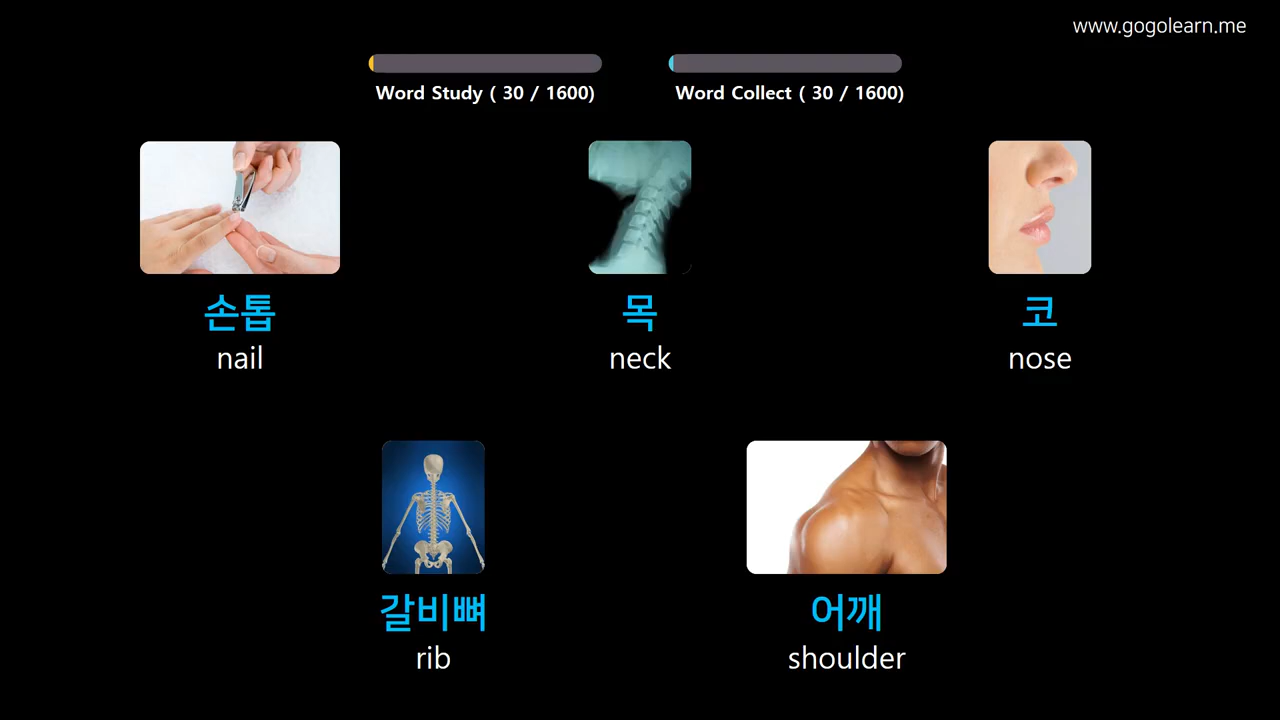 www.gogolearn.me
Word Study ( 30 / 1600)
Word Collect ( 30 / 1600)
손톱
nail
목
neck
코
nose
갈비뼈
rib
어깨
shoulder